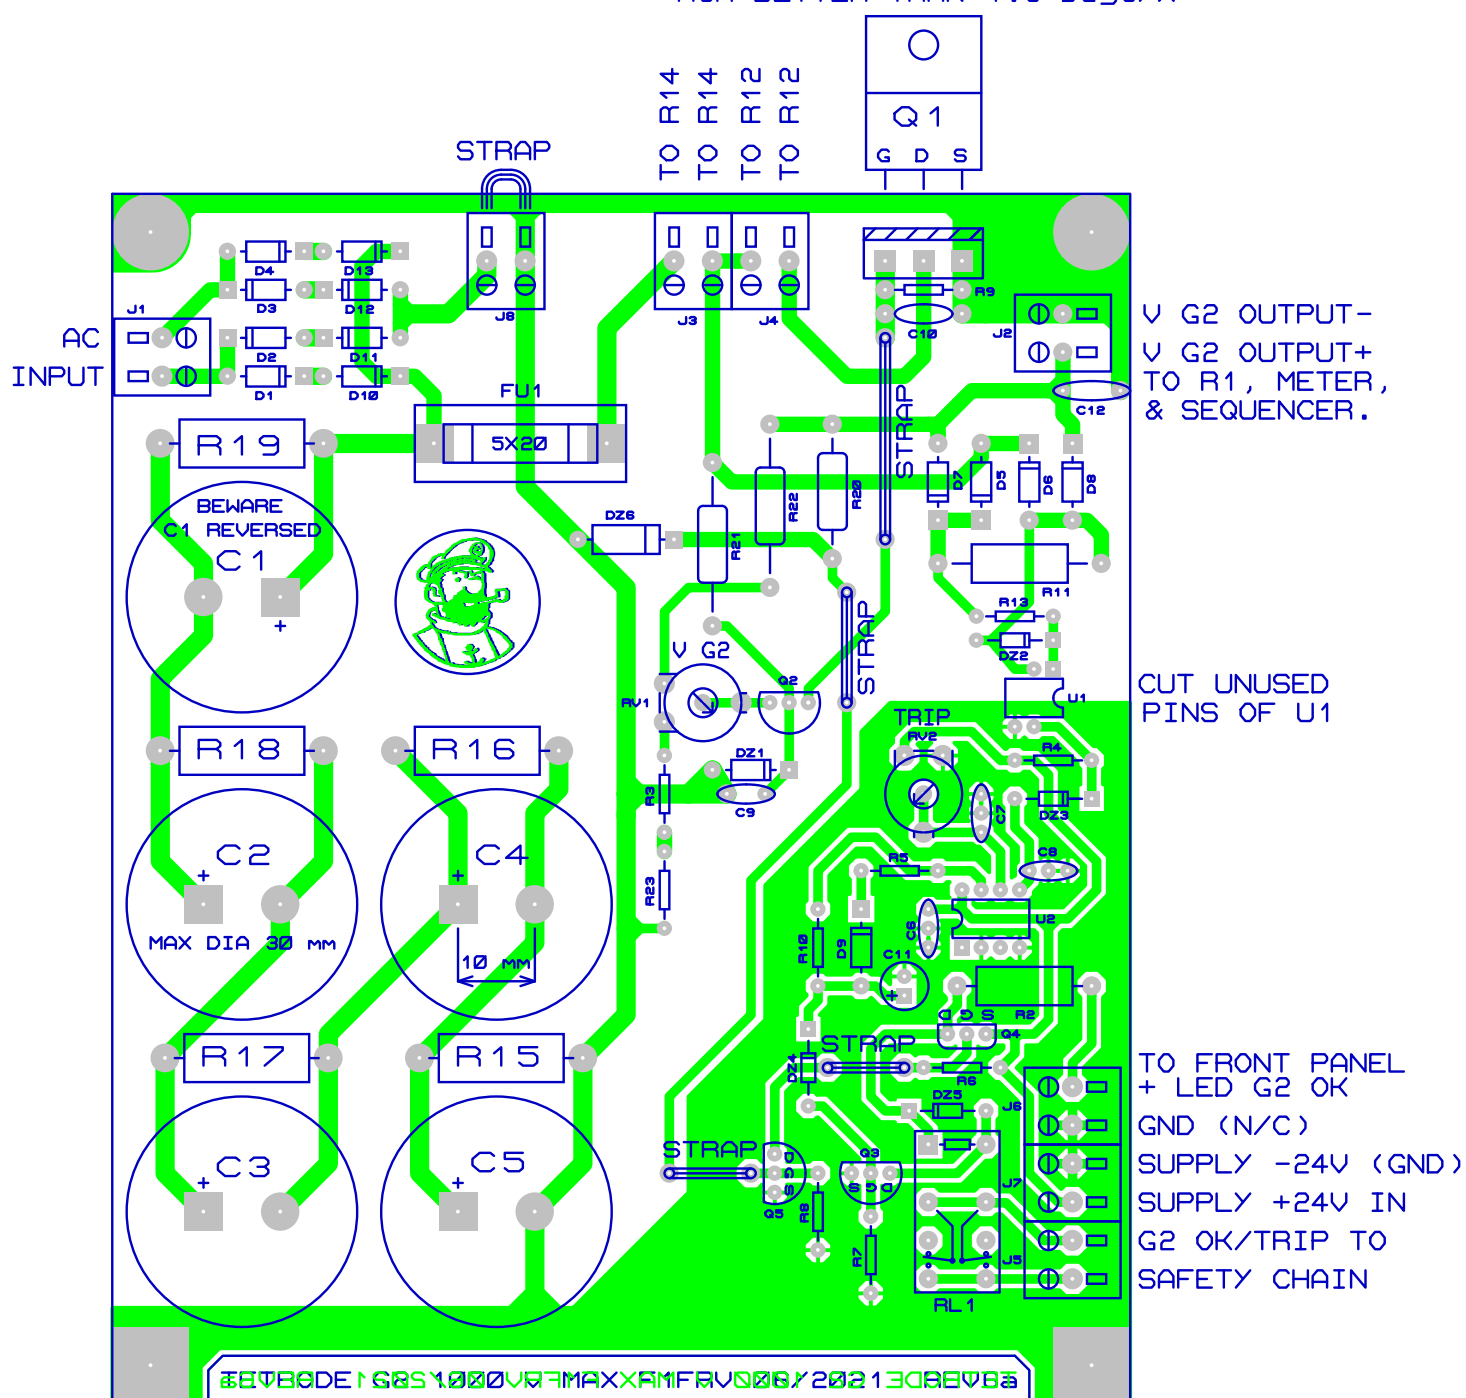 TO R14
TO R14
TO R12
TO R12
Q1
G D S
STRAP
D4
D13
D3
D12
J1
J8
J3
J4
R9
C10
J2
V G2 OUTPUT-
AC
D2
D11
V G2 OUTPUT+
INPUT
D1
D10
TO R1, METER,
FU1
C12
& SEQUENCER.
STRAP
R19
5X20
D7
D5
D6
D8
R22
R20
BEWARE
C1 REVERSED
C1
DZ6
R21
+
R11
R13
STRAP
DZ2
V G2
Q2
RV1
U1
CUT UNUSED
PINS OF U1
TRIP
RV2
R18
R16
R4
DZ1
R3
C9
C7
DZ3
C2
C4
C8
R5
+
+
R23
U2
C6
MAX DIA 30 MM
R10
D9
C11
10 MM
+
R2
D G S
Q4
STRAP
R17
R15
DZ4
R6
TO FRONT PANEL
+ LED G2 OK
J6
DZ5
GND (N/C)
STRAP
Q3
C3
C5
D G S
S G D
SUPPLY -24V (GND)
+
+
J7
SUPPLY +24V IN
Q5
R8
R7
G2 OK/TRIP TO
J5
SAFETY CHAIN
RL1